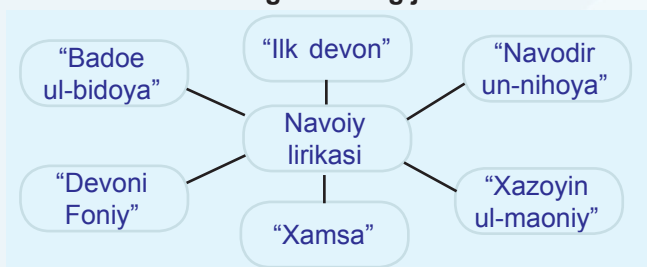 “Badoe
ul-bidoya”
“Ilk devon”
“Navodir
un-nihoya”
Navoiy
lirikasi
“Devoni
Foniy”
“Xamsa”
“Xazoyin
ul-maoniy”